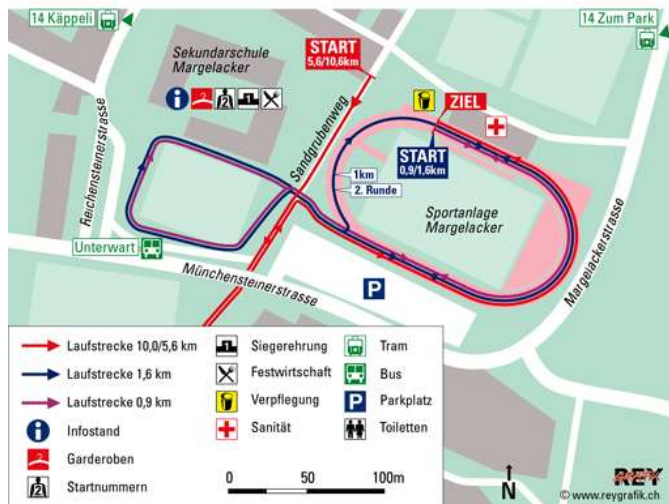 14 Käppeli
14 Zum Park
Sekundarschule
Margelacker
START
5,6/10,6km
ZIEL
START
0,9/1,6km
1km
2. Runde
Sportanlage
Margelacker
Sandgrubenweg
Reichensteinerstrasse
Margelackerstrasse
Unterwart
Münchensteinerstrasse
P
Laufstrecke 10,0/5,6 km
Laufstrecke 1,6 km
Laufstrecke 0,9 km
Infostand
Garderoben
Startnummern
Siegerehrung
Festwirtschaft
Verpflegung
Sanität
Tram
Bus
P Parkplatz
Toiletten
0 50 100m
N
REY
© www.reygrafik.ch